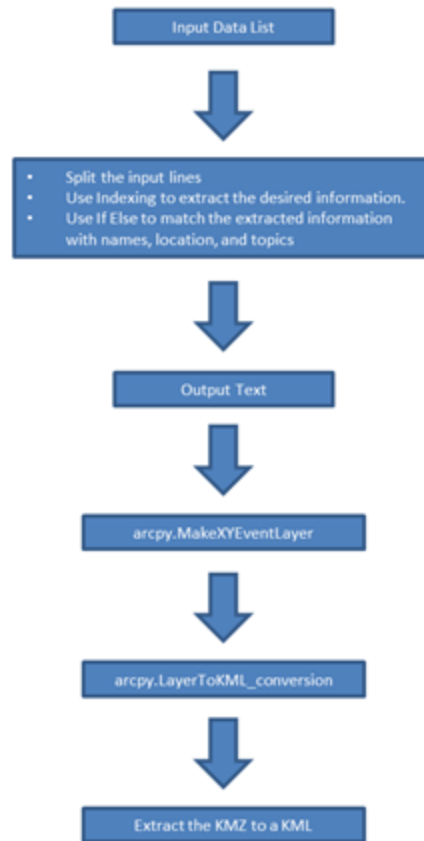 Input Data List
• Split the input lines
• Use Indexing to extract the desired information.
• Use If Else to match the extracted information
with names, location, and topics
Output Text
arcpy.MakeXYEventLayer
arcpy.LayerToKML_conversion
Extract the KMZ to a KML